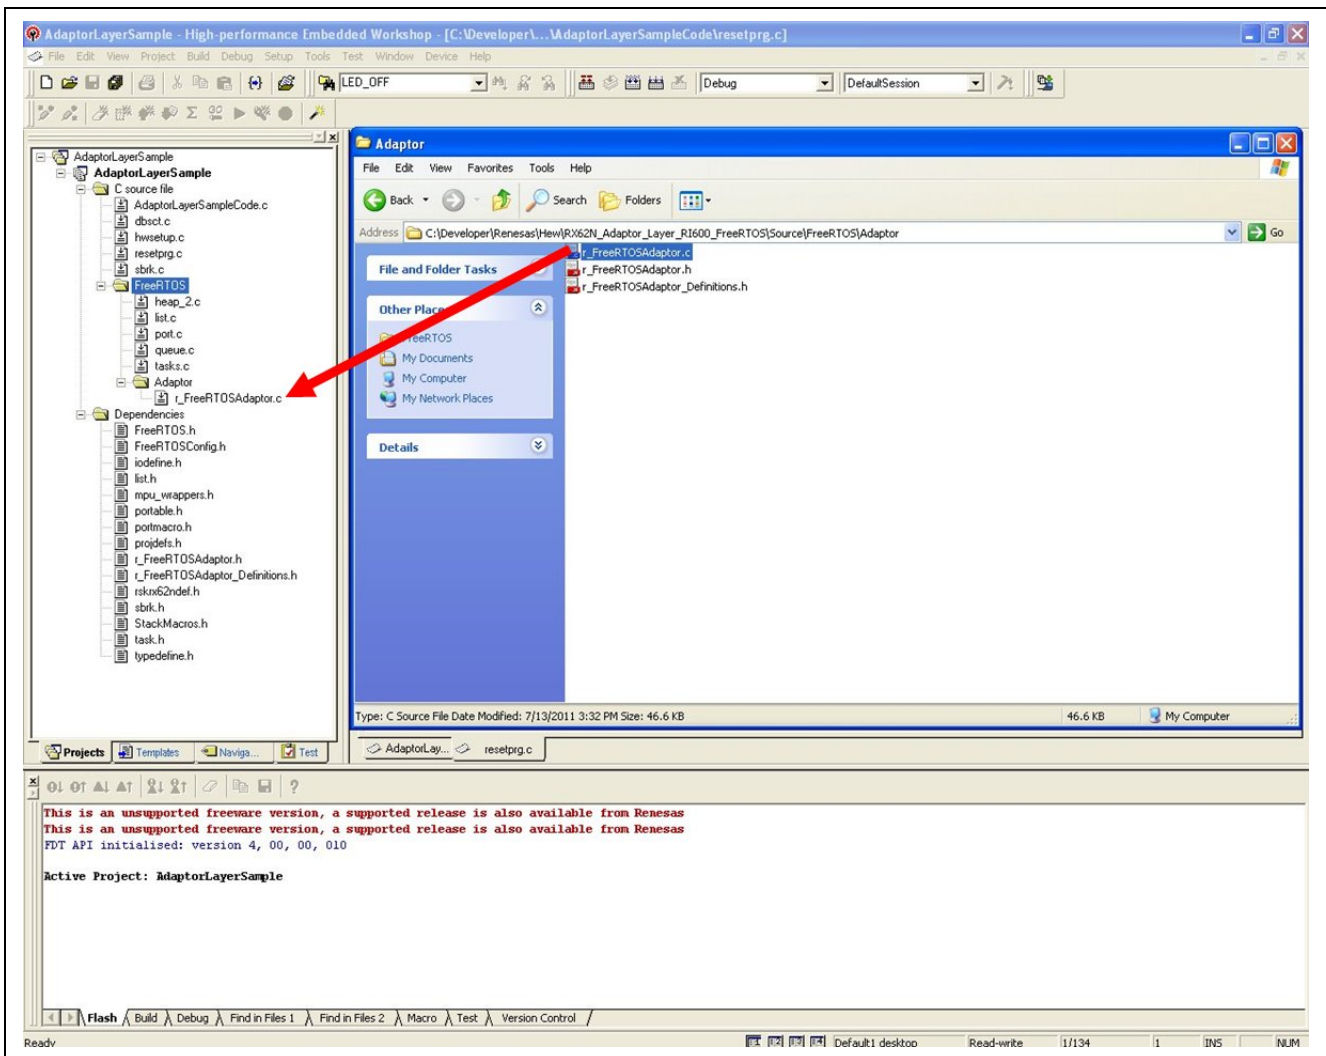 AdaptorLayerSample - High-performance Embedded Workshop - [C:\Developer\...\AdaptorLayerSampleCode\resetprg.c]
File Edit View Project Build Debug Setup Tools Test Window Device Help
LED_OFF Debug DefaultSession
AdaptorLayerSample
AdaptorLayerSample
C source file
AdaptorLayerSampleCode.c
dbsct.c
hwsetup.c
resetprg.c
sbrk.c
FreeRTOS
heap_2.c
list.c
port.c
queue.c
tasks.c
Adaptor
r_FreeRTOSAdaptor.c
Dependencies
FreeRTOS.h
FreeRTOSConfig.h
iodefine.h
list.h
mpu_wrappers.h
portable.h
portmacro.h
projdefs.h
r_FreeRTOSAdaptor.h
r_FreeRTOSAdaptor_Definitions.h
rskrx62ndef.h
sbrk.h
StackMacros.h
task.h
typedefine.h
Projects Templates Naviga... Test
Adaptor
File Edit View Favorites Tools Help
Back Search Folders
Address C:\Developer\Renesas\Hew\RX62N_Adaptor_Layer_RI600_FreeRTOS\Source\FreeRTOS\Adaptor Go
File and Folder Tasks
Other Places
FreeRTOS
My Documents
My Computer
My Network Places
Details
r_FreeRTOSAdaptor.c
r_FreeRTOSAdaptor.h
r_FreeRTOSAdaptor_Definitions.h
Type: C Source File Date Modified: 7/13/2011 3:32 PM Size: 46.6 KB 46.6 KB My Computer
AdaptorLay... resetprg.c
This is an unsupported freeware version, a supported release is also available from Renesas
This is an unsupported freeware version, a supported release is also available from Renesas
FDT API initialised: version 4, 00, 00, 010
Active Project: AdaptorLayerSample
Flash Build Debug Find in Files 1 Find in Files 2 Macro Test Version Control
Ready Default1 desktop Read-write 1/134 1 INS NUM